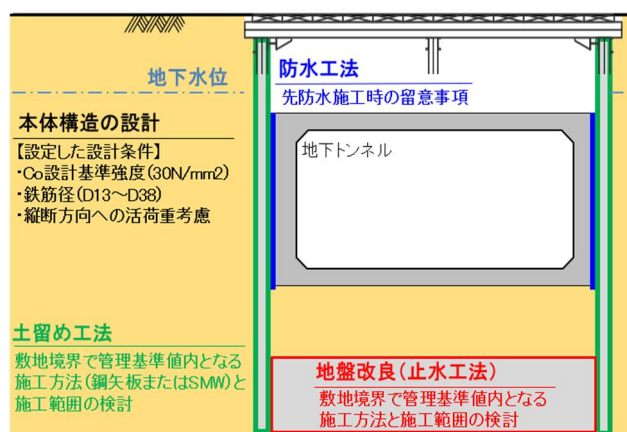 地下水位
防水工法
先防水施工時の留意事項
本体構造の設計
【設定した設計条件】
・Co設計基準強度(30N/mm2)
・鉄筋径(D13～D38)
・縦断方向への活荷重考慮
地下トンネル
土留め工法
敷地境界で管理基準値内となる
施工方法(鋼矢板またはSMW)と
施工範囲の検討
地盤改良(止水工法)
敷地境界で管理基準値内となる
施工方法と施工範囲の検討